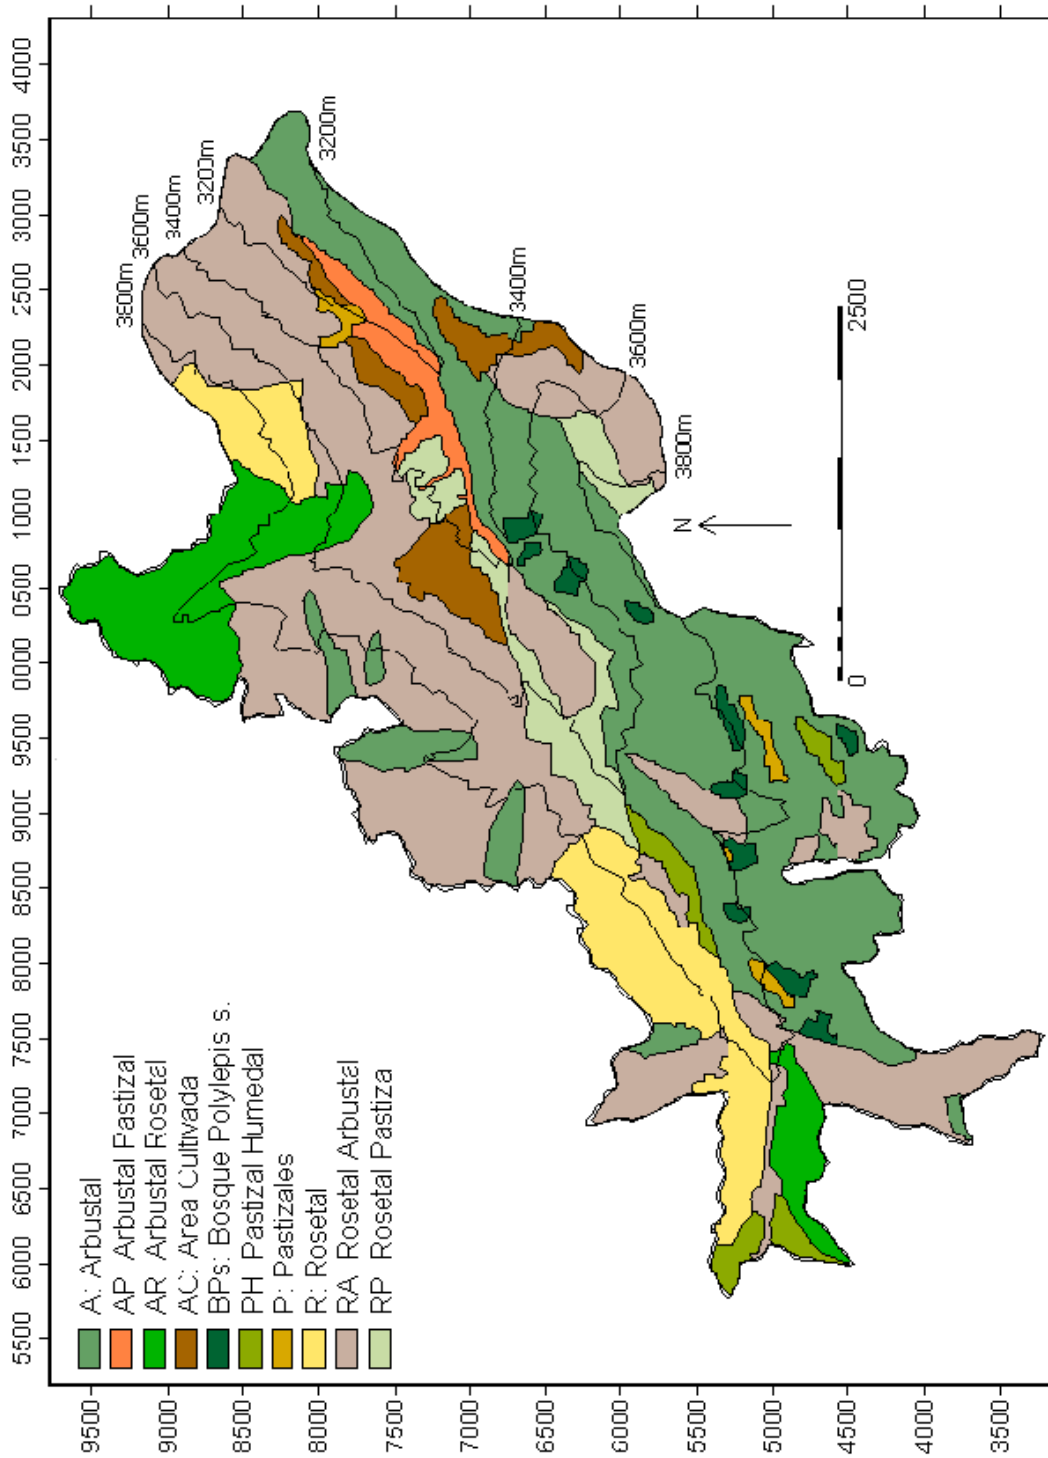 5500 6000 6500 7000 7500 8000 8500 9000 9500 0000 0500 1000 1500 2000 2500 3000 3500 4000
9500
9000
8500
8000
7500
7000
6500
6000
5500
5000
4500
4000
3500
A: Arbustal
AP Arbustal Pastizal
AR Arbustal Rosetal
AC: Area Cultivada
BPs: Bosque Polylepis s.
PH Pastizal Humedal
P: Pastizales
R: Rosetal
RA Rosetal Arbustal
RP Rosetal Pastiza
3800m
3600m
3400m
3200m
3200m
3400m
3600m
3800m
N
0 2500